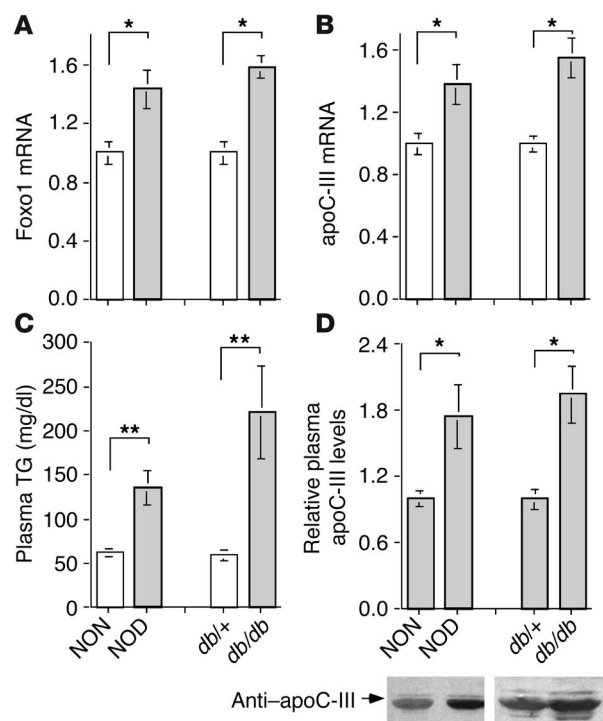 A
*
*
Foxo1 mRNA
1.6
1.2
0.8
0.4
0.0
B
*
*
apoC-III mRNA
1.6
1.2
0.8
0.4
0.0
C
**
**
Plasma TG (mg/dl)
300
250
200
150
100
50
0
NON
NOD
db/+
db/db
D
*
*
Relative plasma
apoC-III levels
2.4
1.8
1.2
0.6
0.0
NON
NOD
db/+
db/db
Anti–apoC-III